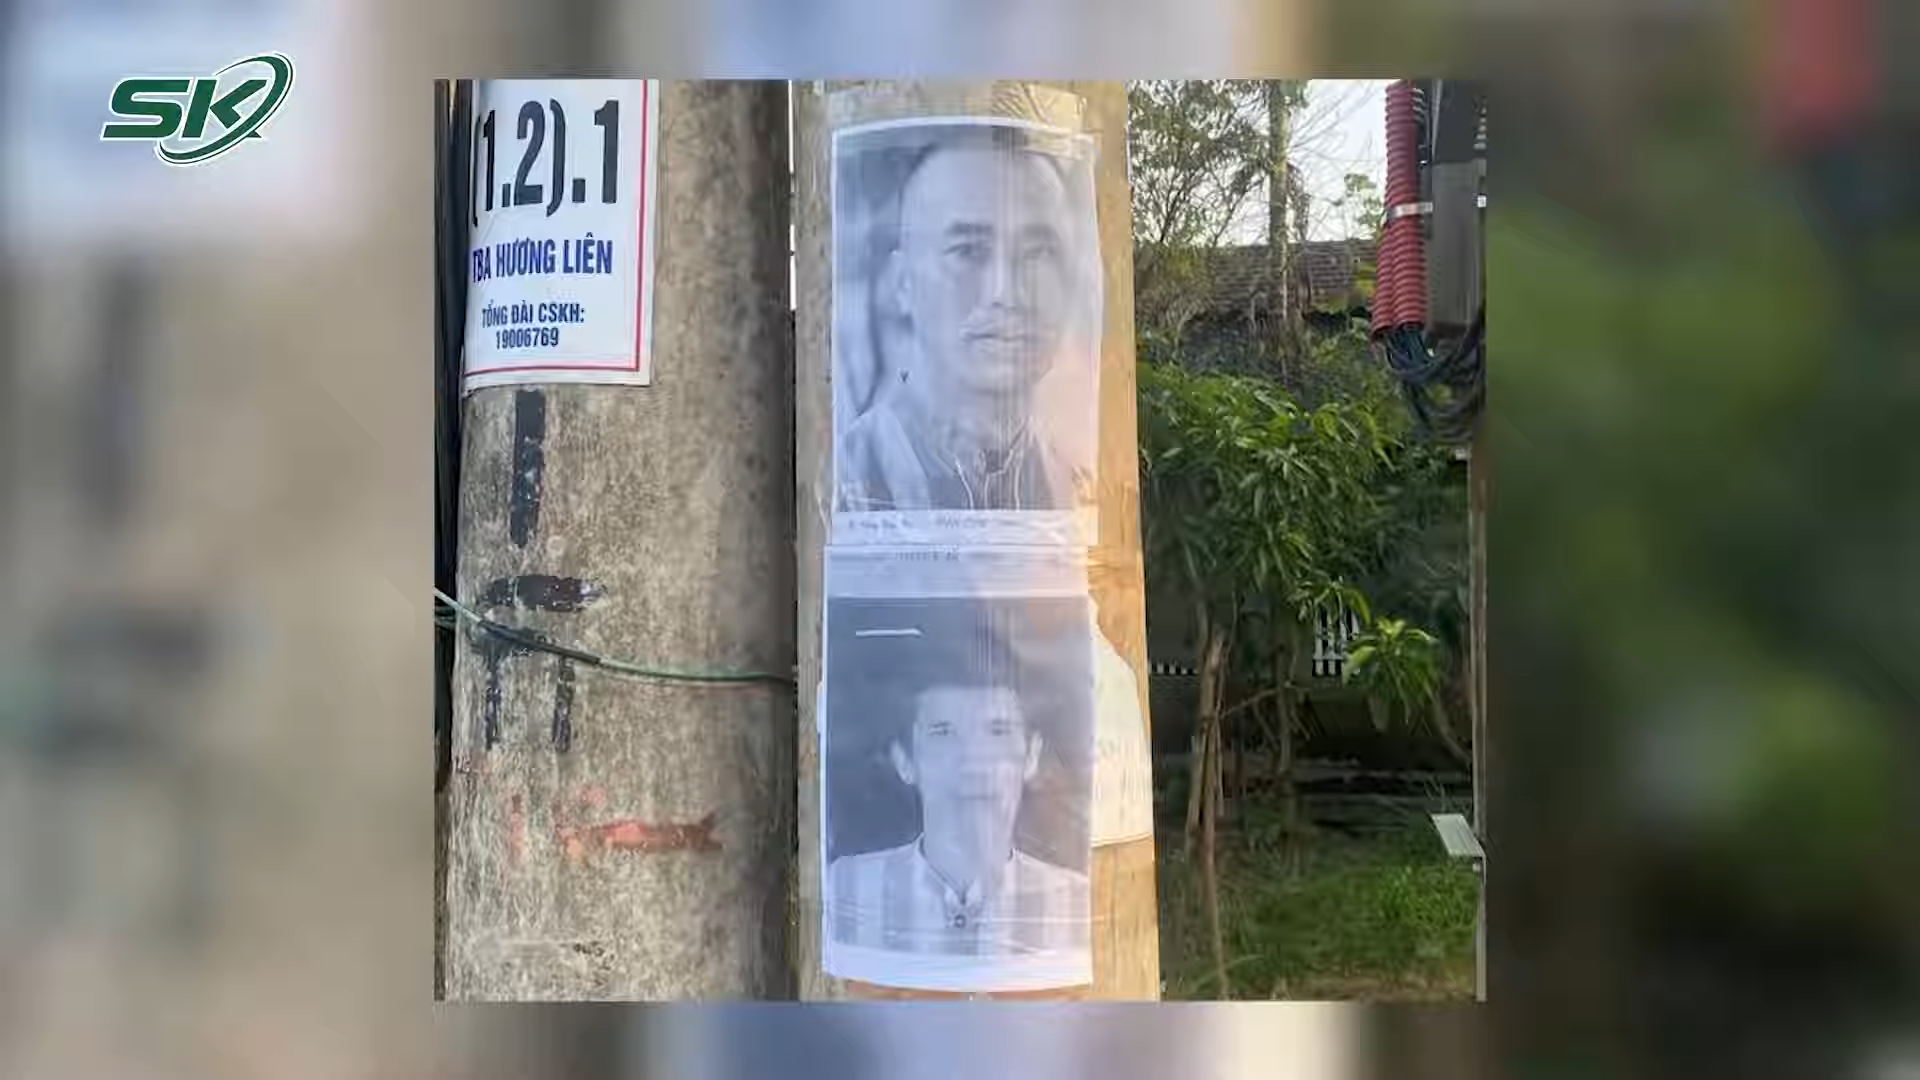 SK
(1.2).1
TBA HƯƠNG LIÊN
TỔNG ĐÀI CSKH:
19006769